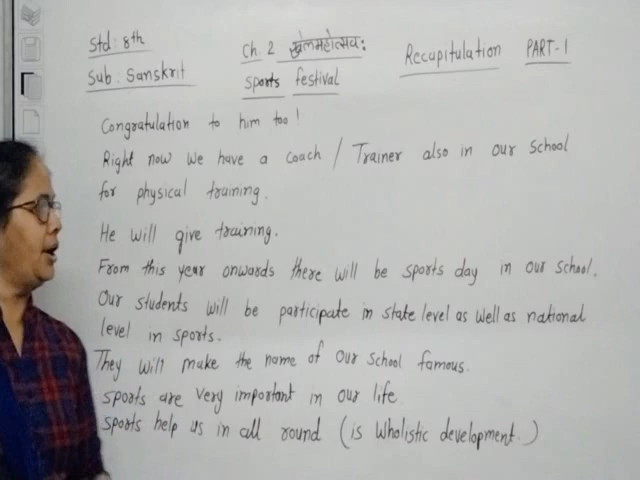 Std: 8th
Ch. 2 खेलमहोत्सव:
Recapitulation PART-1
Sub: Sanskrit
sports festival
Congratulation to him too!
Right now we have a coach / Trainer also in our school
for physical training.
He will give training.
From this year onwards there will be sports day in our school.
Our students will be participate in state level as well as national
level in sports.
They will make the name of our school famous.
sports are very important in our life.
sports help us in all round (is wholistic development.)